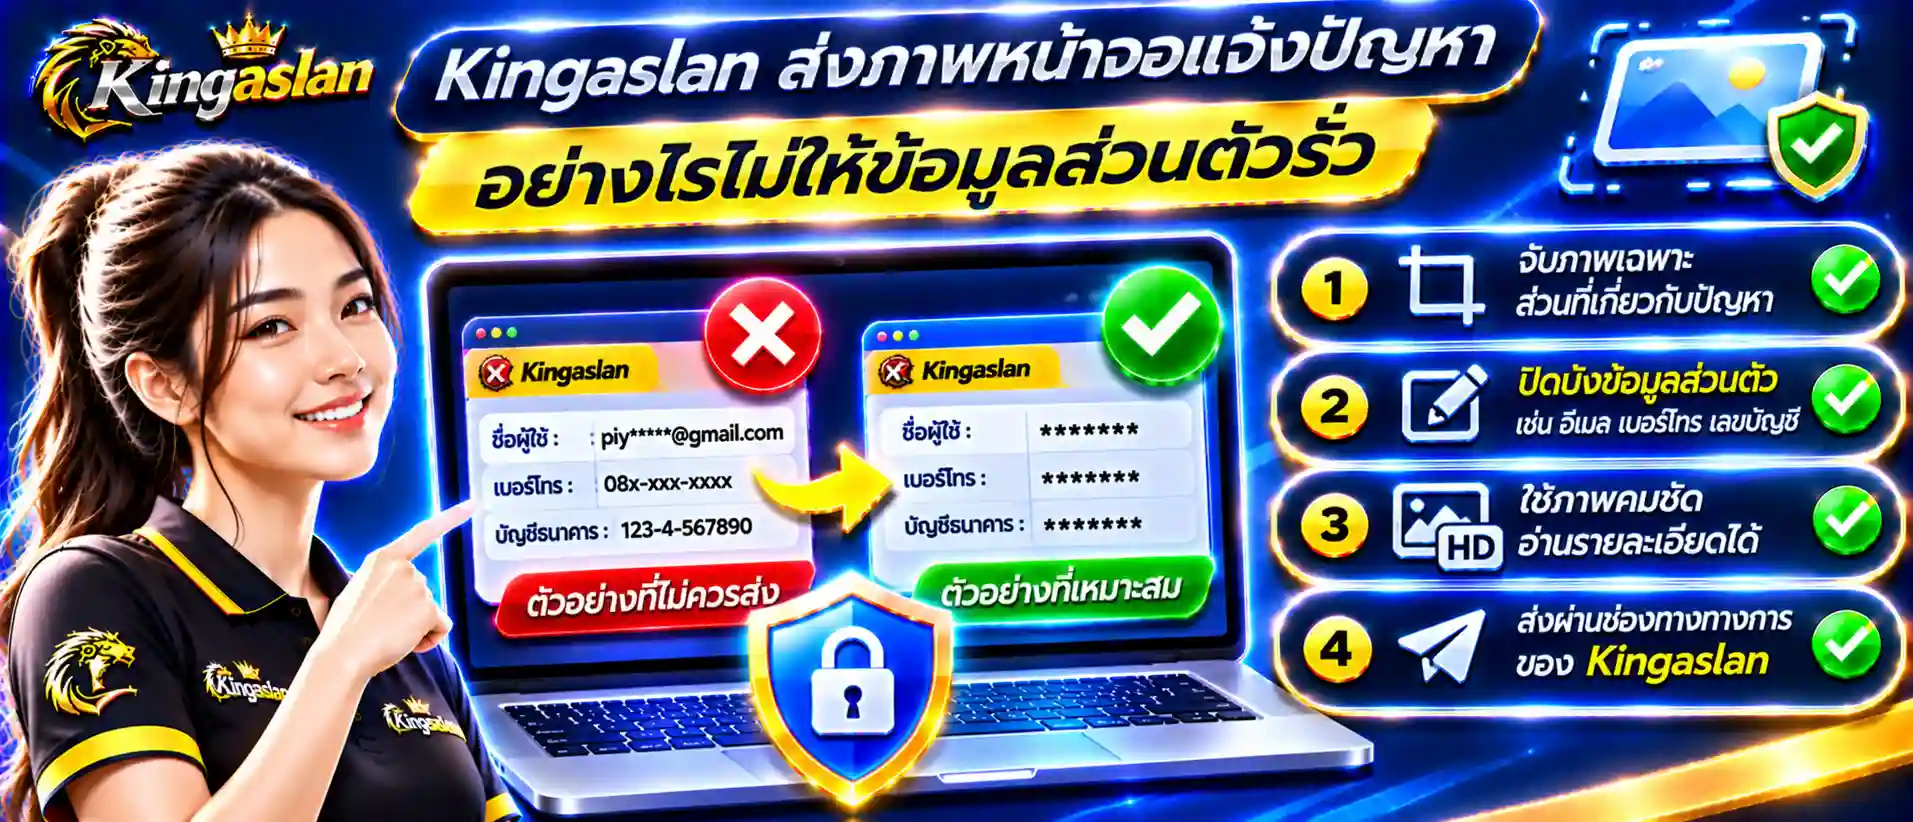 Kingaslan
Kingaslan ส่งภาพหน้าจอแจ้งปัญหา
อย่างไรไม่ให้ข้อมูลส่วนตัวรั่ว
Kingaslan
ชื่อผู้ใช้ : : piy*****@gmail.com
เบอร์โทร : 08x-xxx-xxxx
บัญชีธนาคาร : 123-4-567890
ตัวอย่างที่ไม่ควรส่ง
Kingaslan
ชื่อผู้ใช้ : *******
เบอร์โทร : *******
บัญชีธนาคาร : *******
ตัวอย่างที่เหมาะสม
1
จับภาพเฉพาะ
ส่วนที่เกี่ยวกับปัญหา
2
ปิดบังข้อมูลส่วนตัว
เช่น อีเมล เบอร์โทร เลขบัญชี
3
HD
ใช้ภาพคมชัด
อ่านรายละเอียดได้
4
ส่งผ่านช่องทางทางการ
ของ Kingaslan
Kingaslan
Kingaslan